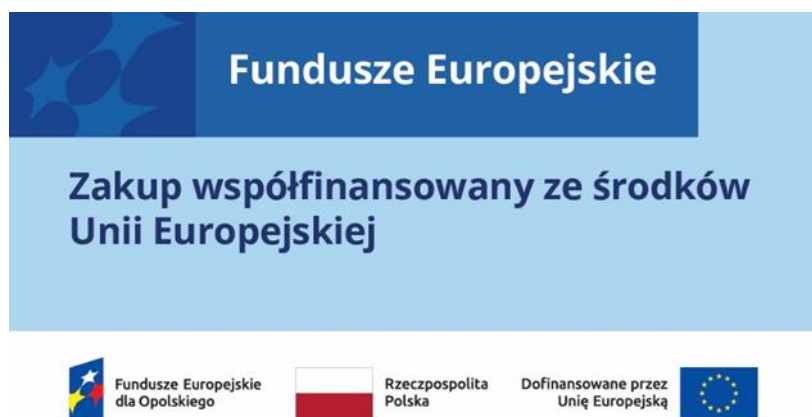 Fundusze Europejskie
Zakup współfinansowany ze środków
Unii Europejskiej
Fundusze Europejskie
dla Opolskiego
Rzeczpospolita
Polska
Dofinansowane przez
Unię Europejską